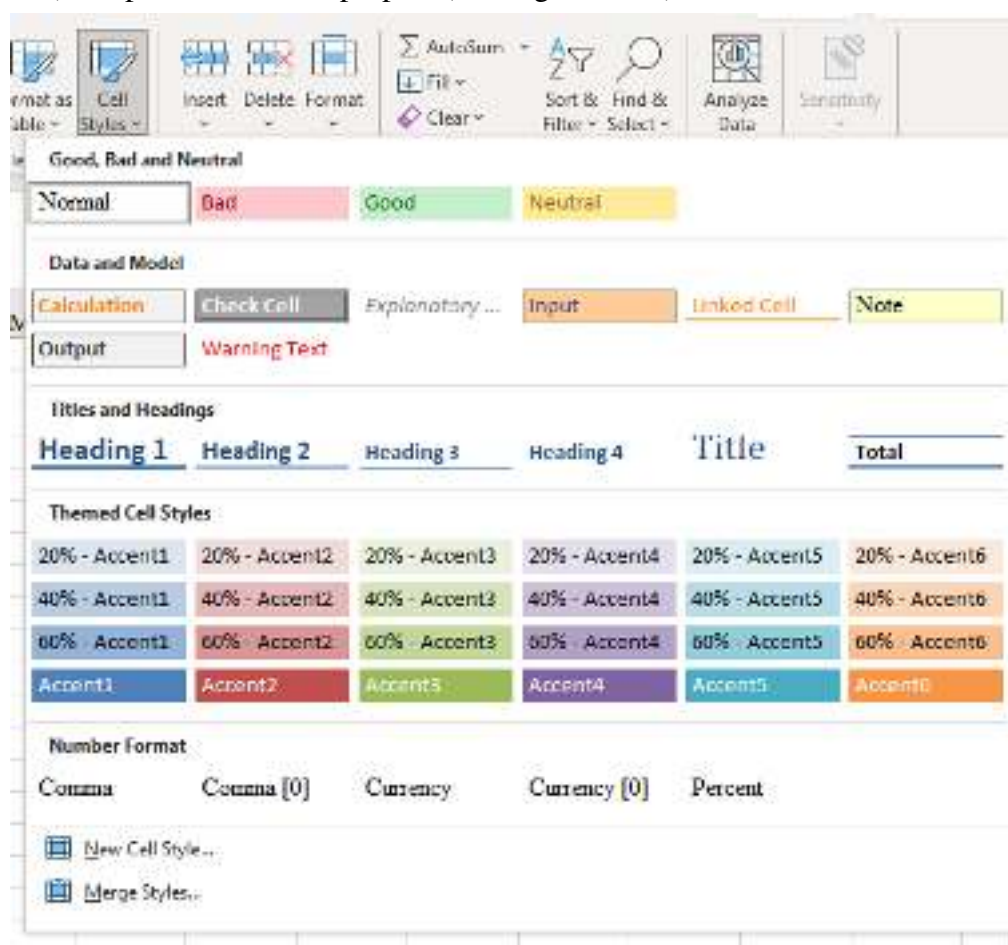 AutoSum
Fill
Clear
rmat as Cell Insert Delete Format Sort & Find & Analyze Sensitivity
able Styles Filter Select Data
Good, Bad and Neutral
Normal Bad Good Neutral
Data and Model
Calculation Check Cell Explanatory ... Input Linked Cell Note
Output Warning Text
Titles and Headings
Heading 1 Heading 2 Heading 3 Heading 4 Title Total
Themed Cell Styles
20% - Accent1 20% - Accent2 20% - Accent3 20% - Accent4 20% - Accent5 20% - Accent6
40% - Accent1 40% - Accent2 40% - Accent3 40% - Accent4 40% - Accent5 40% - Accent6
60% - Accent1 60% - Accent2 60% - Accent3 60% - Accent4 60% - Accent5 60% - Accent6
Accent1 Accent2 Accent3 Accent4 Accent5 Accent6
Number Format
Comma Comma [0] Currency Currency [0] Percent
New Cell Style...
Merge Styles...